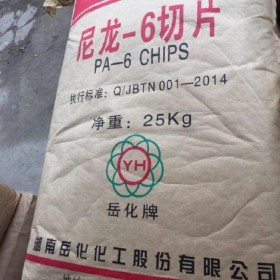 尼龙-6切片
PA-6 CHIPS
执行标准：Q/JBTN 001-2014
净重：25Kg
YH
岳化牌
湖南岳化化工股份有限公司